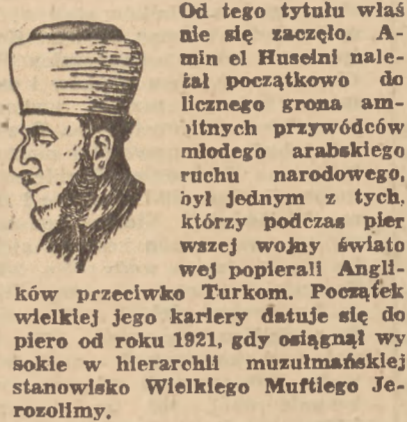 Od tego tytułu właś
nie się zaczęło. A-
min el Huseini nale-
żał początkowo do
licznego grona am-
bitnych przywódców
młodego arabskiego
ruchu narodowego,
był jednym z tych,
którzy podczas pier
wszej wojny świato
wej popierali Angli-
ków przeciwko Turkom. Początek
wielkiej jego kariery datuje się do
piero od roku 1921, gdy osiągnął wy
sokie w hierarchii muzułmańskiej
stanowisko Wielkiego Muftiego Je-
rozolimy.